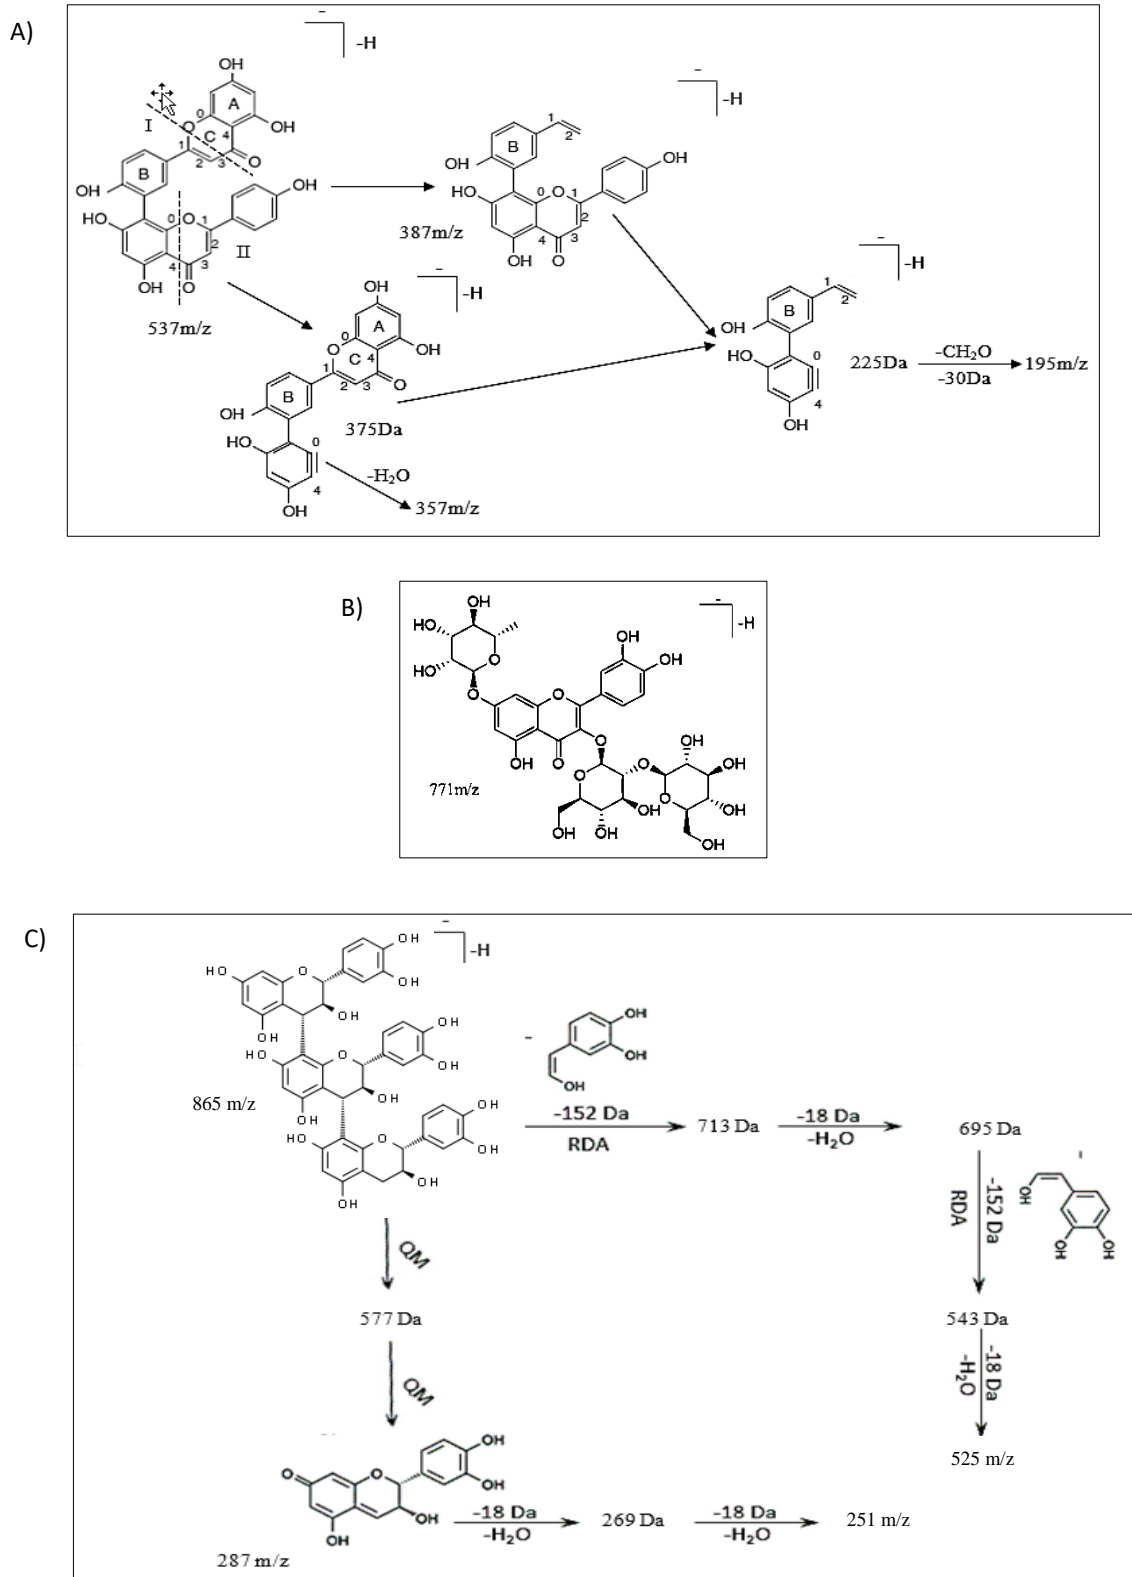 A)
-H
OH
HO
A
O
0
OH
I
C
4
O
1
2
3
B
HO
OH
HO
0
O
1
2
II
4
3
OH
O
537m/z
-H
1
2
B
HO
OH
HO
0
O
1
2
3
4
OH
O
387m/z
-H
OH
A
0
O
OH
C
4
1
2
3
O
B
OH
HO
0
4
OH
375Da
-H₂O
357m/z
-H
1
2
B
OH
HO
0
4
OH
225Da
-CH₂O
-30Da
195m/z
B)
-H
OH
HO
HO
O
OH
OH
O
O
OH
O
OH
O
OH
O
O
OH
OH
771m/z
OH
OH
O
OH
OH
OH
C)
-H
OH
HO
O
OH
OH
OH
HO
O
OH
OH
OH
865 m/z
OH
HO
O
OH
OH
OH
OH
OH
OH
OH
-152 Da
RDA
713 Da
-18 Da
-H₂O
695 Da
-152 Da
RDA
OH
OH
OH
QM
577 Da
543 Da
-18 Da
-H₂O
QM
525 m/z
O
O
OH
OH
OH
OH
287 m/z
-18 Da
-H₂O
269 Da
-18 Da
-H₂O
251 m/z